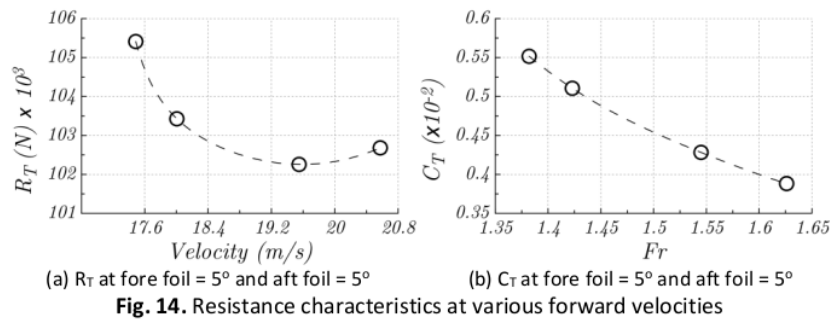 106
105
104
103
102
101
R_T (N) x 10^3
17.6 18.4 19.2 20 20.8
Velocity (m/s)
(a) R_T at fore foil = 5° and aft foil = 5°
0.6
0.55
0.5
0.45
0.4
0.35
C_T (x10^-2)
1.35 1.4 1.45 1.5 1.55 1.6 1.65
Fr
(b) C_T at fore foil = 5° and aft foil = 5°
Fig. 14. Resistance characteristics at various forward velocities